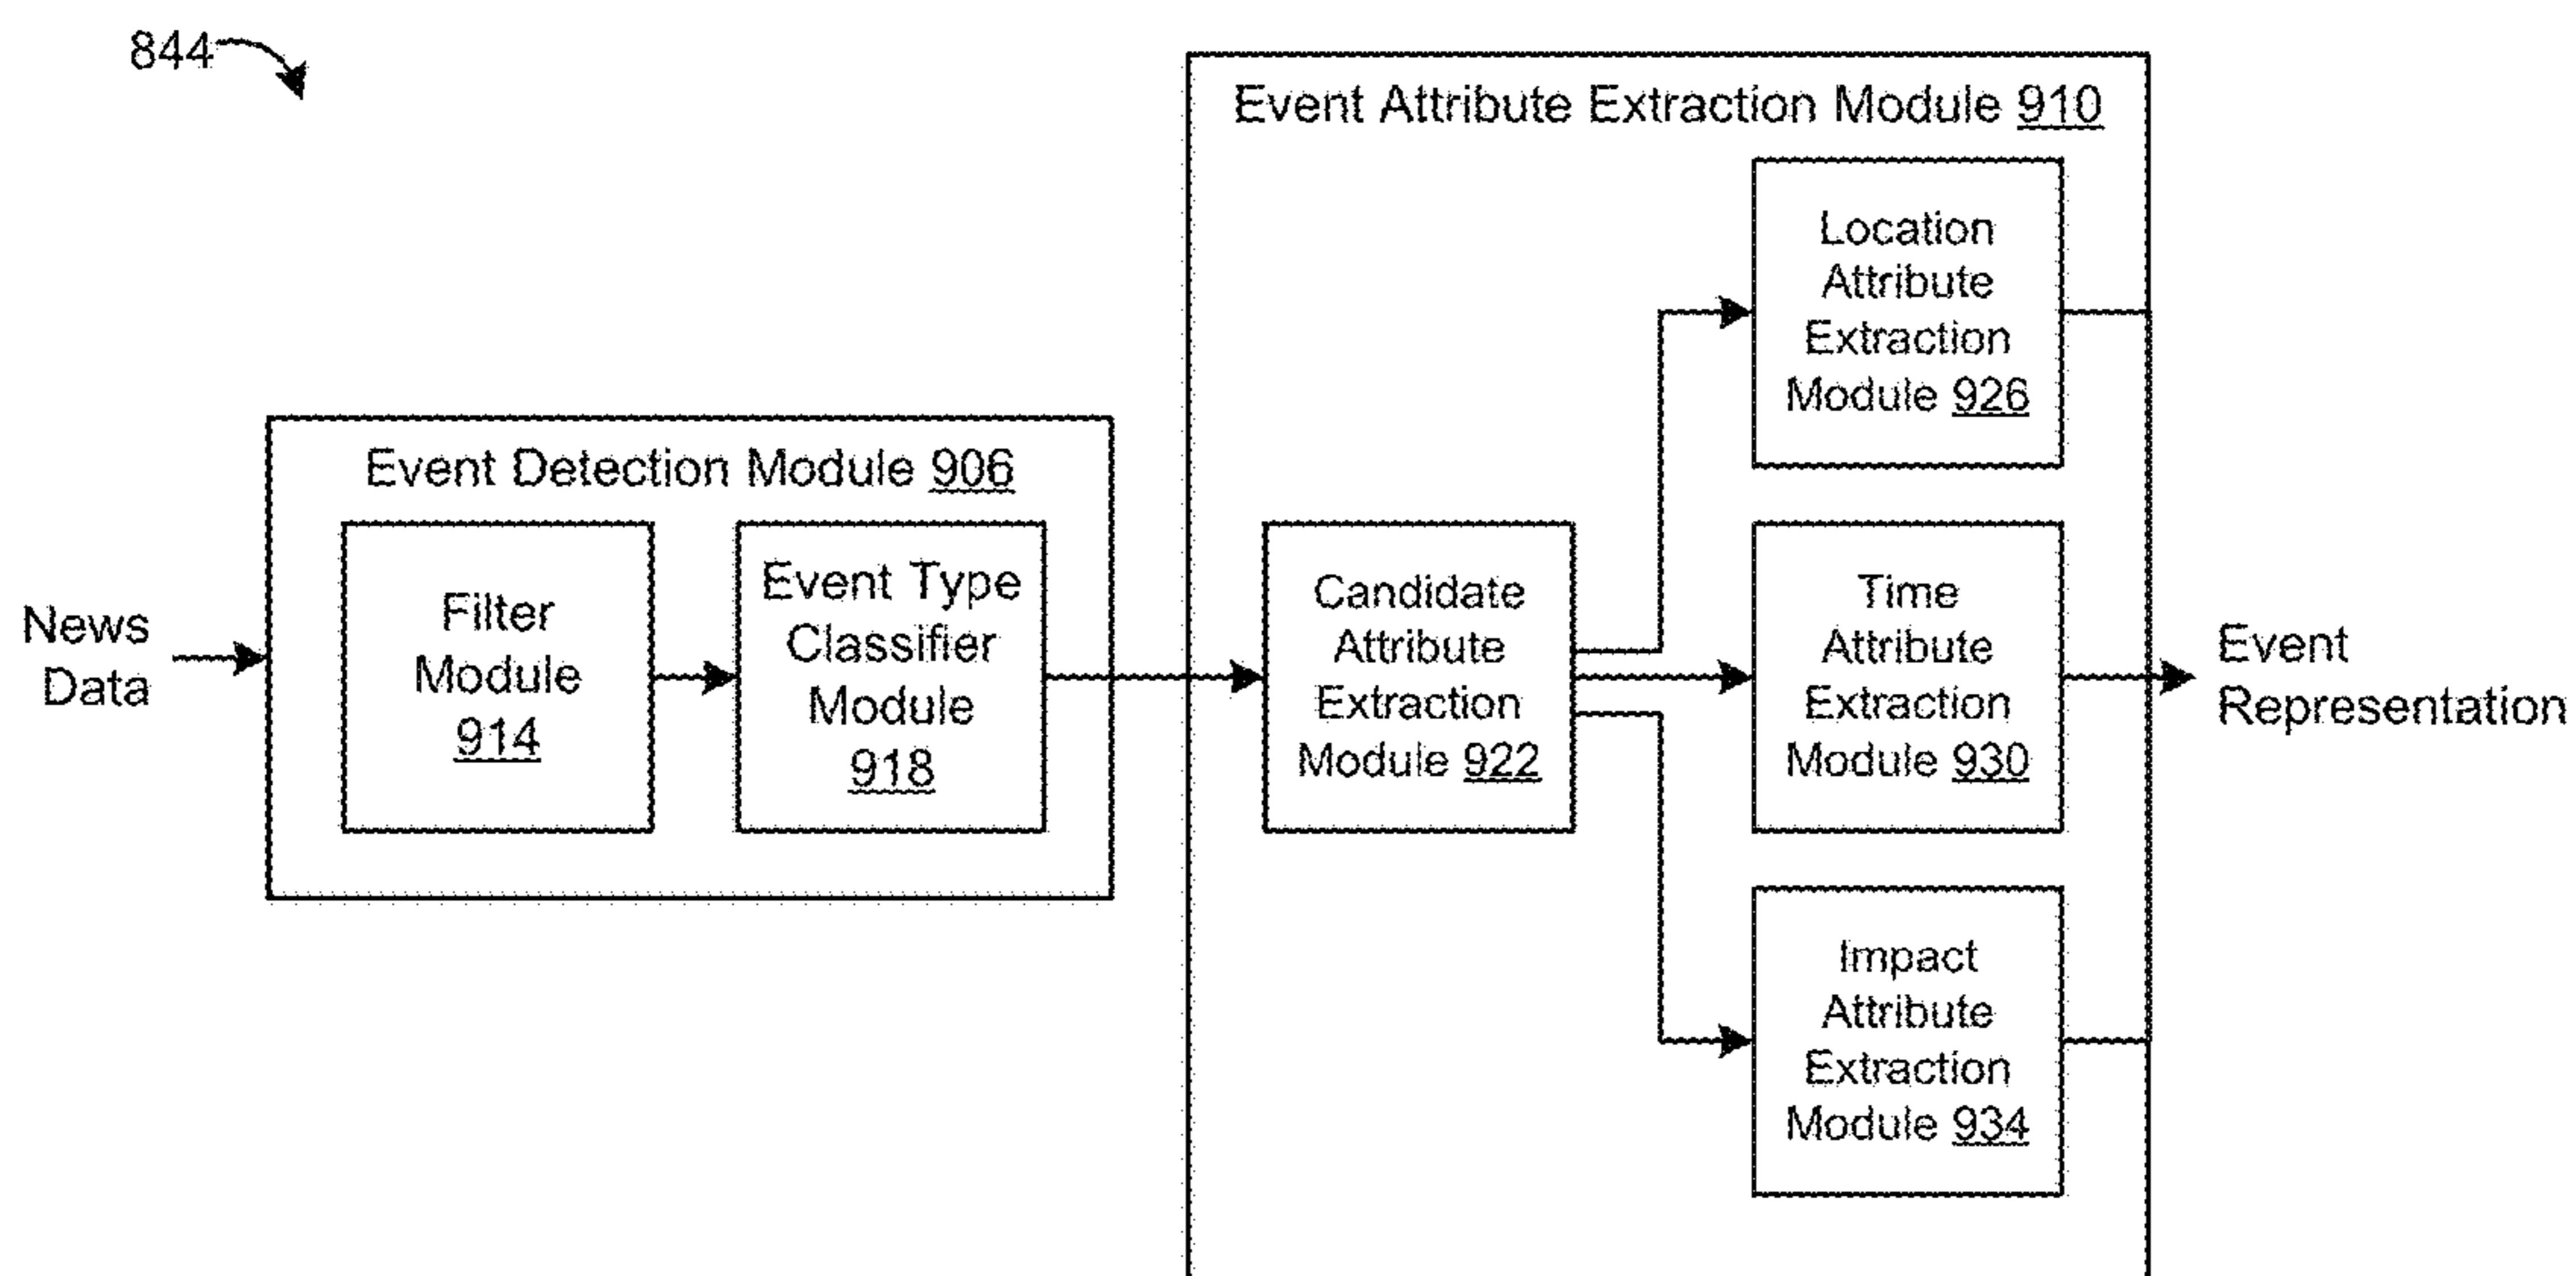 844
Event Attribute Extraction Module 910
Location
Attribute
Extraction
Module 926
Event Detection Module 906
Filter
Module
914
Event Type
Classifier
Module
918
Candidate
Attribute
Extraction
Module 922
Time
Attribute
Extraction
Module 930
News
Data
Event
Representation
Impact
Attribute
Extraction
Module 934